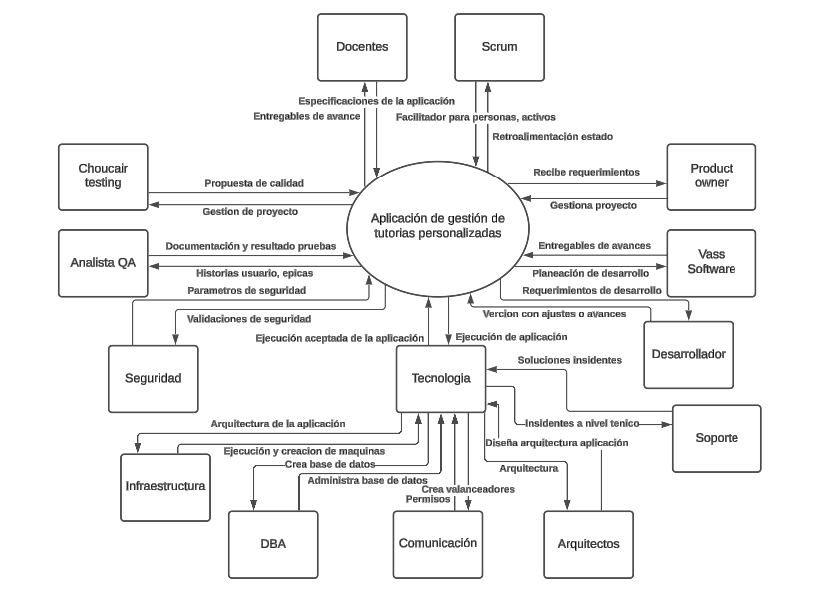 Docentes
Scrum
Especificaciones de la aplicación
Entregables de avance
Facilitador para personas, activos
Retroalimentación estado
Choucair
testing
Propuesta de calidad
Gestion de proyecto
Recibe requerimientos
Gestiona proyecto
Product
owner
Aplicación de gestión de
tutorias personalizadas
Analista QA
Documentación y resultado pruebas
Historias usuario, epicas
Entregables de avances
Planeación de desarrollo
Vass
Software
Parametros de seguridad
Validaciones de seguridad
Requerimientos de desarrollo
Vercion con ajustes o avances
Ejecución aceptada de la aplicación
Ejecución de aplicación
Seguridad
Tecnologia
Desarrollador
Soluciones insidentes
Insidentes a nivel tenico
Soporte
Arquitectura de la aplicación
Ejecución y creacion de maquinas
Infraestructura
Diseña arquitectura aplicación
Arquitectura
Crea base de datos
Administra base de datos
Crea valanceadores
Permisos
DBA
Comunicación
Arquitectos